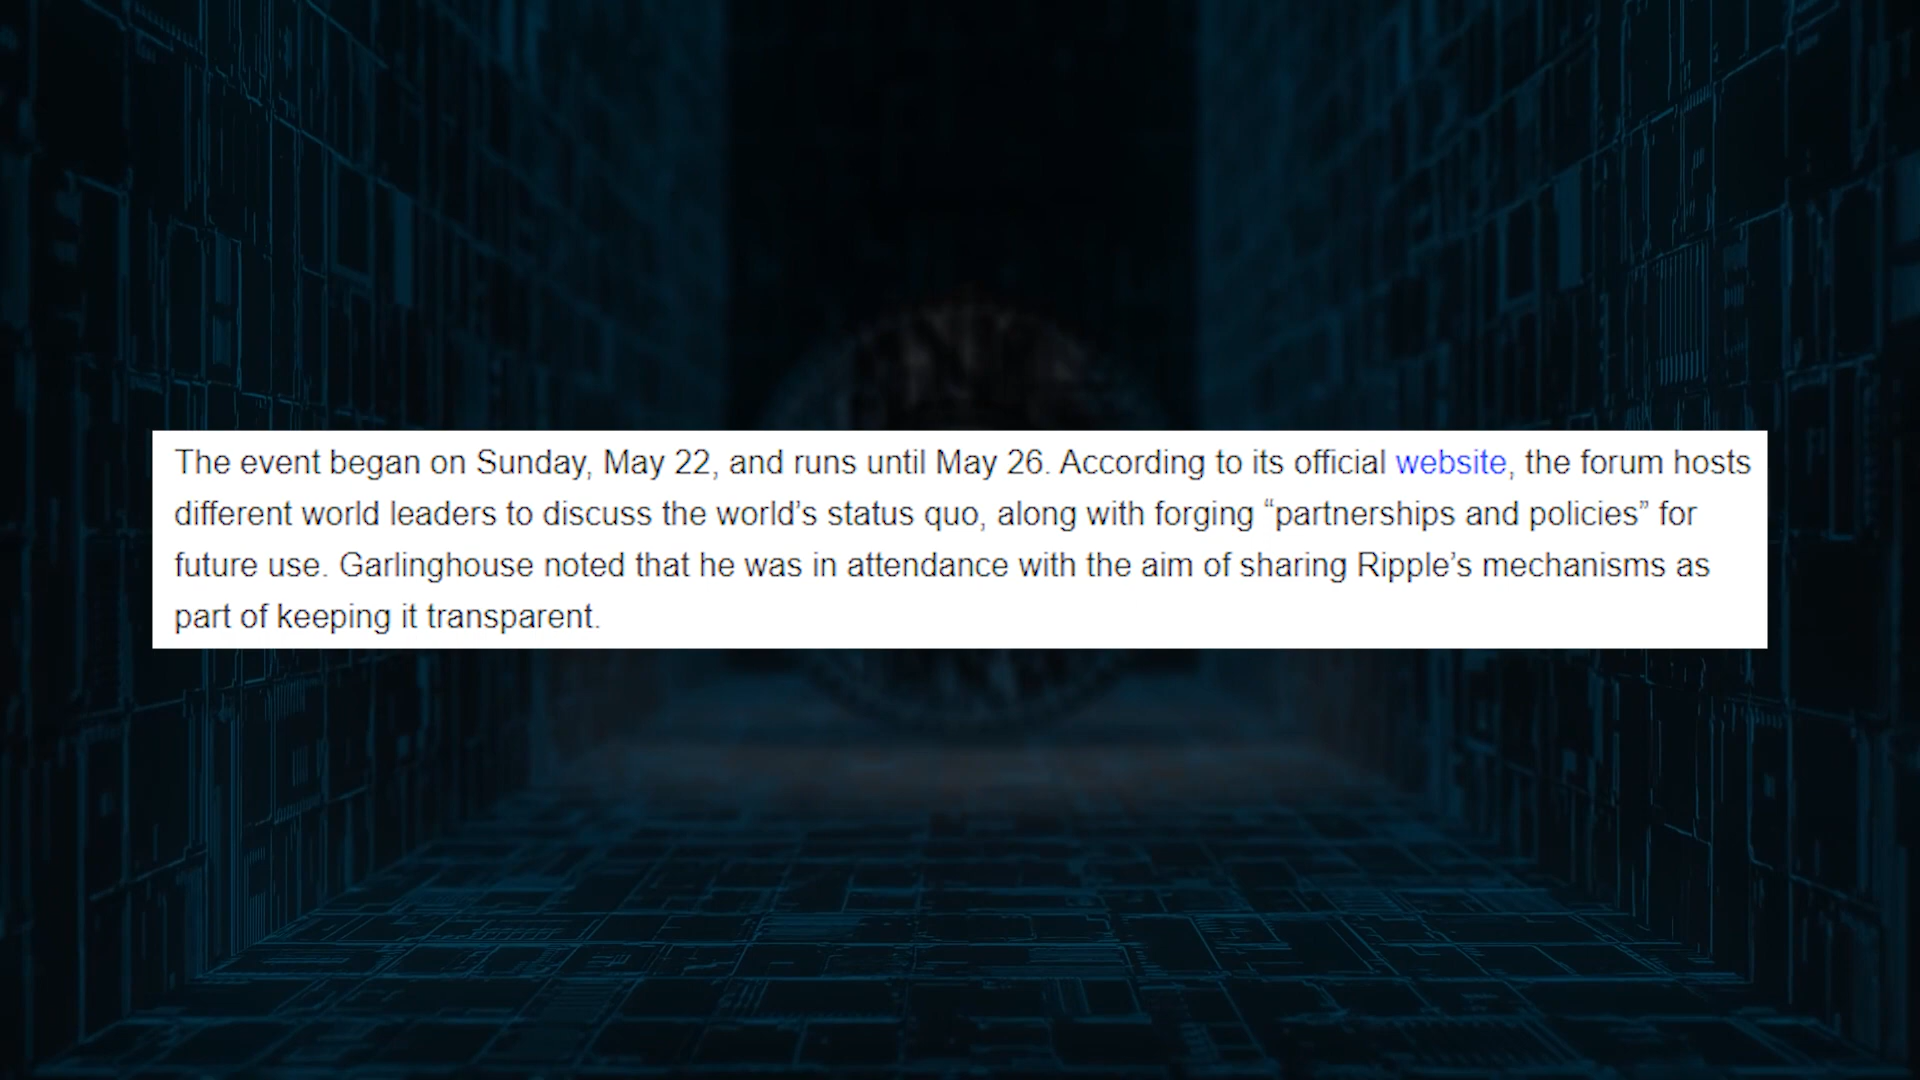 The event began on Sunday, May 22, and runs until May 26. According to its official website, the forum hosts
different world leaders to discuss the world’s status quo, along with forging “partnerships and policies” for
future use. Garlinghouse noted that he was in attendance with the aim of sharing Ripple’s mechanisms as
part of keeping it transparent.